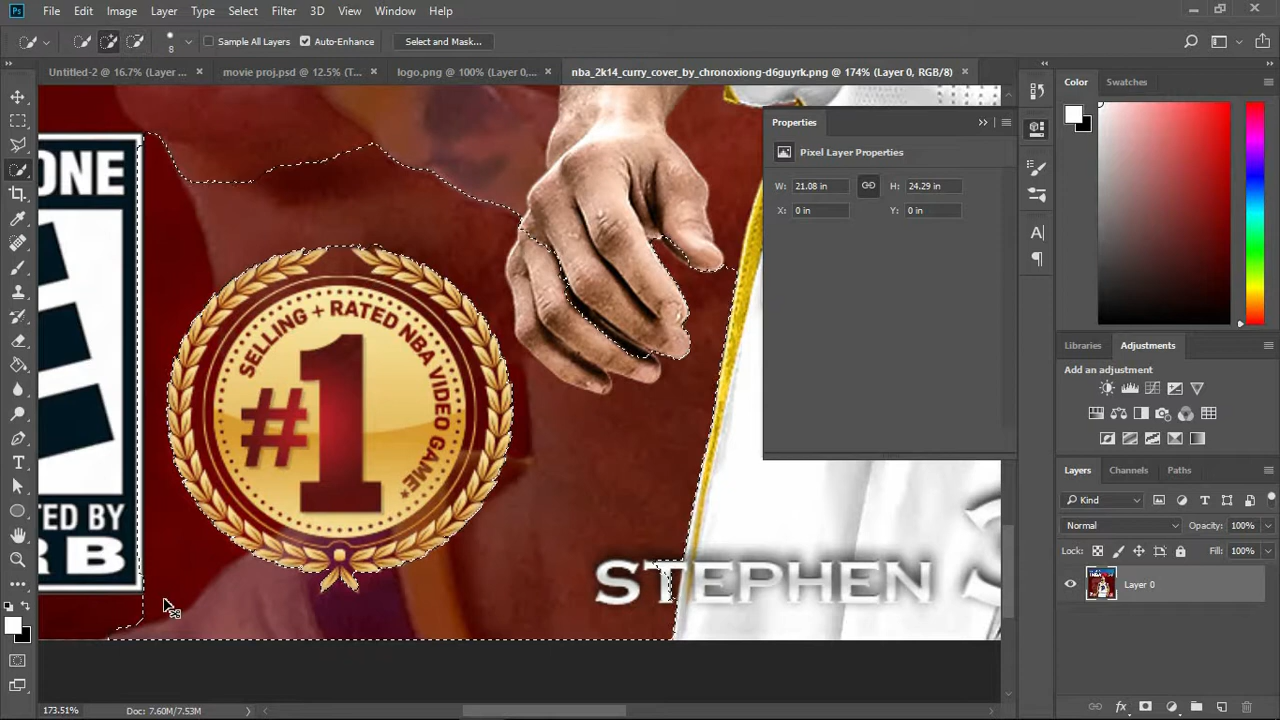 Ps File Edit Image Layer Type Select Filter 3D View Window Help
8 Sample All Layers Auto-Enhance Select and Mask...
Untitled-2 @ 16.7% (Layer ... × movie proj.psd @ 12.5% (T... × logo.png @ 100% (Layer 0,... × nba_2k14_curry_cover_by_chronoxiong-d6guyrk.png @ 174% (Layer 0, RGB/8) ×
Color Swatches
Properties
Pixel Layer Properties
W: 21.08 in H: 24.29 in
X: 0 in Y: 0 in
ONE
SELLING + RATED NBA VIDEO GAME*
#1
TED BY
R B
STEPHEN
Libraries Adjustments
Add an adjustment
Layers Channels Paths
Kind
Normal Opacity: 100%
Lock: Fill: 100%
Layer 0
173.51% Doc: 7.60M/7.53M